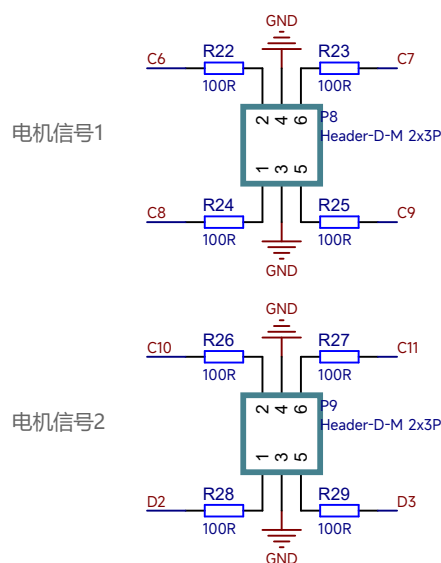 GND
C6 R22 R23 C7
100R 100R
2 4 6 P8
Header-D-M 2x3P
电机信号1
1 3 5
C8 R24 R25 C9
100R 100R
GND
GND
C10 R26 R27 C11
100R 100R
2 4 6 P9
Header-D-M 2x3P
电机信号2
1 3 5
D2 R28 R29 D3
100R 100R
GND